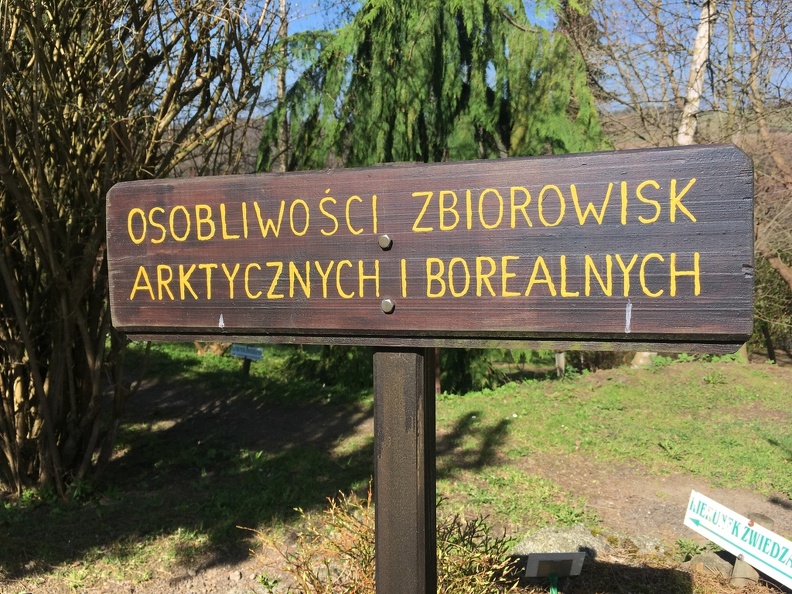 OSOBLIWOŚCI ZBIOROWISK
ARKTYCZNYCH I BOREALNYCH
KIERUNEK ZWIEDZA